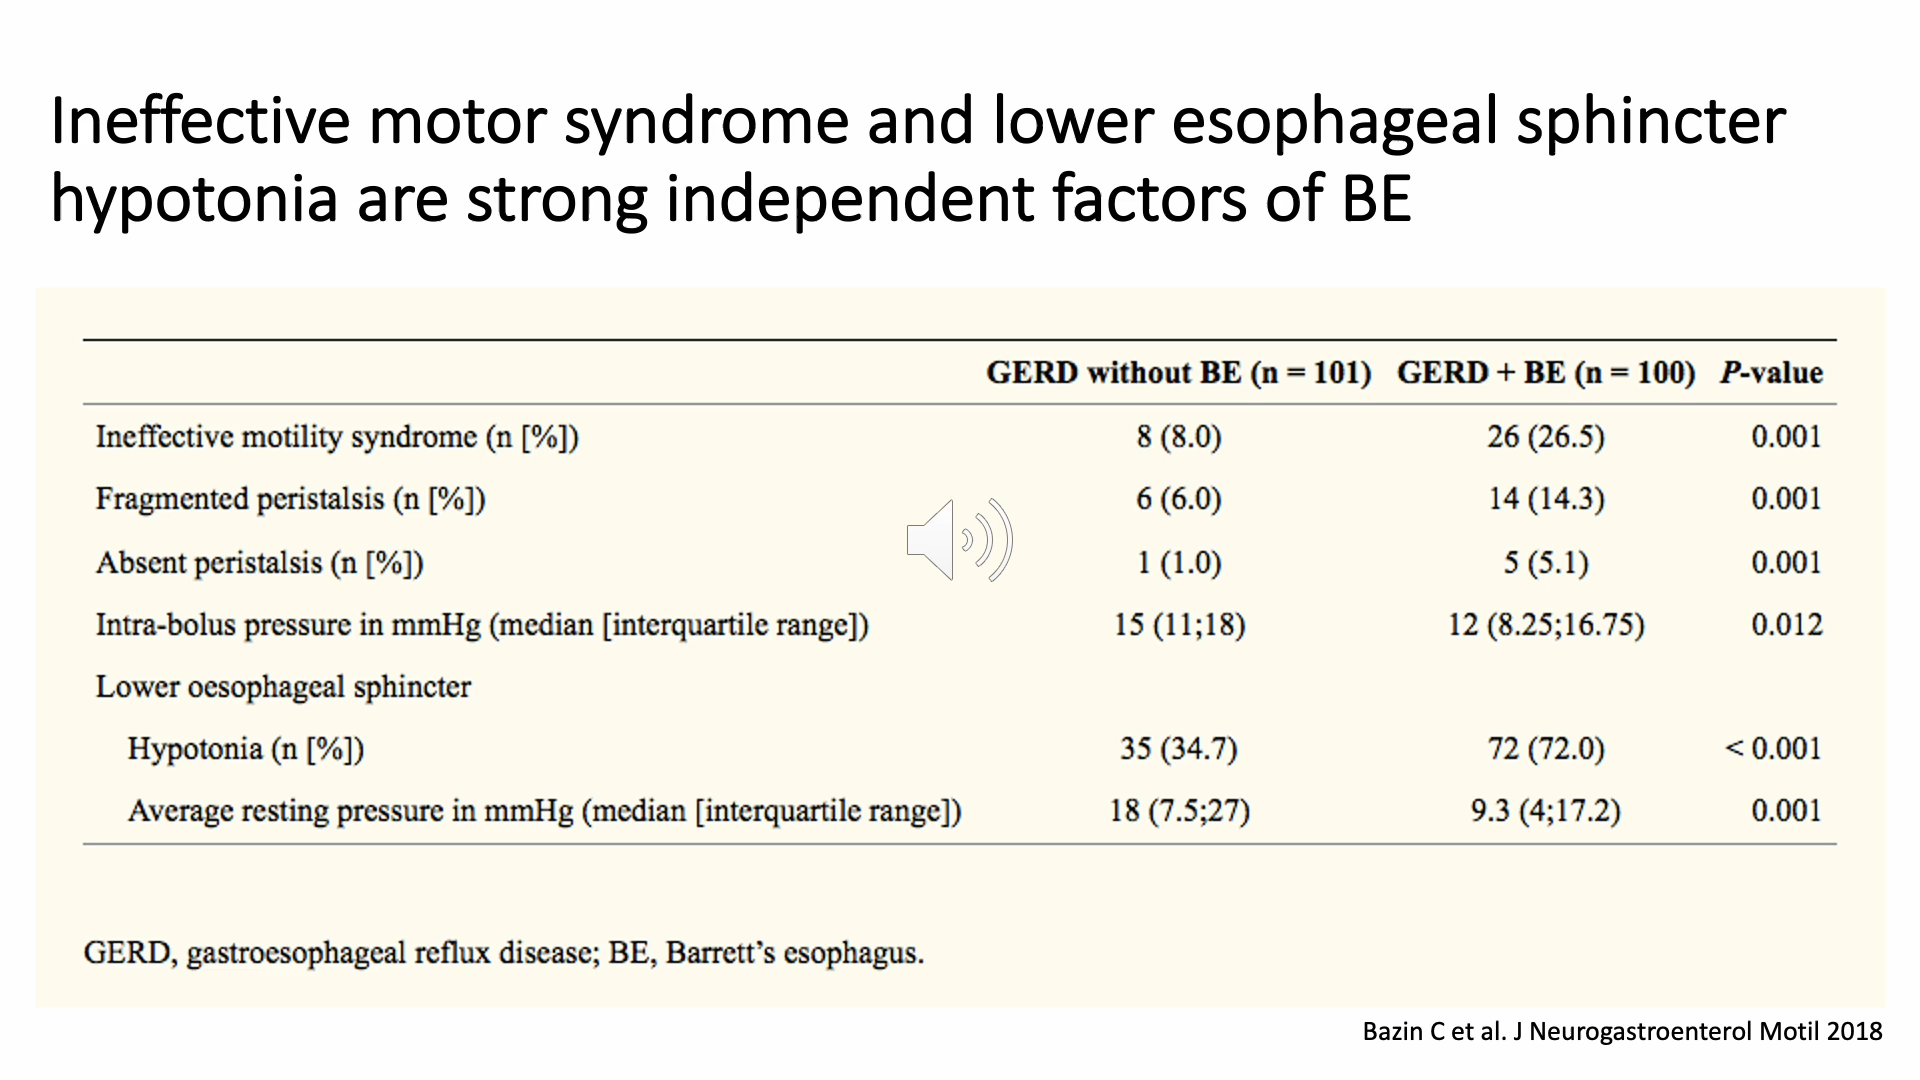 Ineffective motor syndrome and lower esophageal sphincter
hypotonia are strong independent factors of BE
GERD without BE (n = 101) GERD + BE (n = 100) P-value
Ineffective motility syndrome (n [%]) 8 (8.0) 26 (26.5) 0.001
Fragmented peristalsis (n [%]) 6 (6.0) 14 (14.3) 0.001
Absent peristalsis (n [%]) 1 (1.0) 5 (5.1) 0.001
Intra-bolus pressure in mmHg (median [interquartile range]) 15 (11;18) 12 (8.25;16.75) 0.012
Lower oesophageal sphincter
Hypotonia (n [%]) 35 (34.7) 72 (72.0) < 0.001
Average resting pressure in mmHg (median [interquartile range]) 18 (7.5;27) 9.3 (4;17.2) 0.001
GERD, gastroesophageal reflux disease; BE, Barrett’s esophagus.
Bazin C et al. J Neurogastroenterol Motil 2018